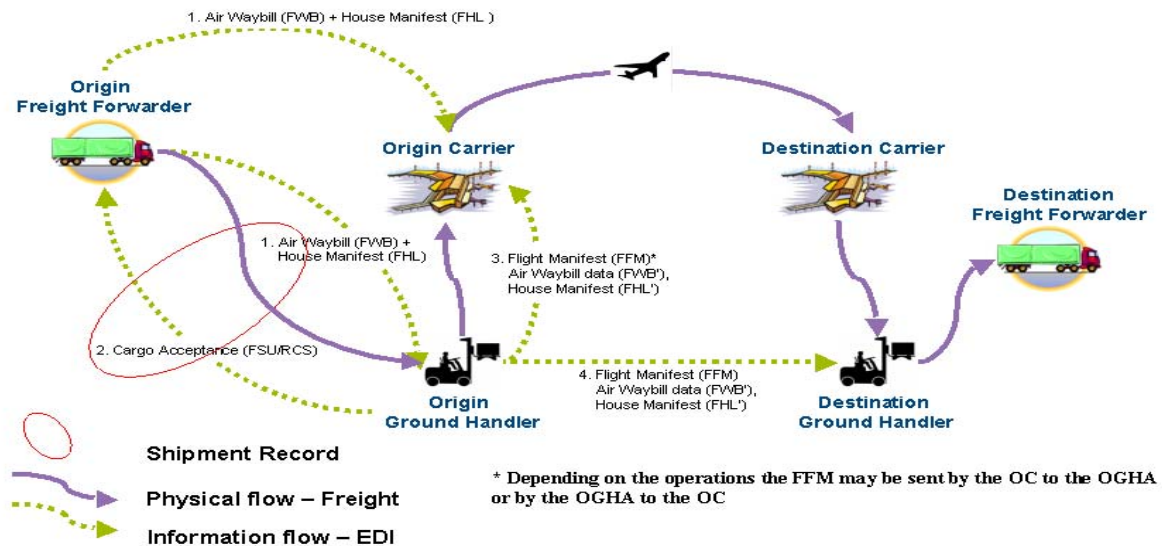 1. Air Waybill (FWB) + House Manifest (FHL )
Origin
Freight Forwarder
Origin Carrier
Destination Carrier
Destination
Freight Forwarder
1. Air Waybill (FWB) +
House Manifest (FHL)
3. Flight Manifest (FFM)*
Air Waybill data (FWB'),
House Manifest (FHL')
2. Cargo Acceptance (FSU/RCS)
4. Flight Manifest (FFM)
Air Waybill data (FWB'),
House Manifest (FHL')
Origin
Ground Handler
Destination
Ground Handler
Shipment Record
Physical flow – Freight
Information flow – EDI
* Depending on the operations the FFM may be sent by the OC to the OGHA
or by the OGHA to the OC